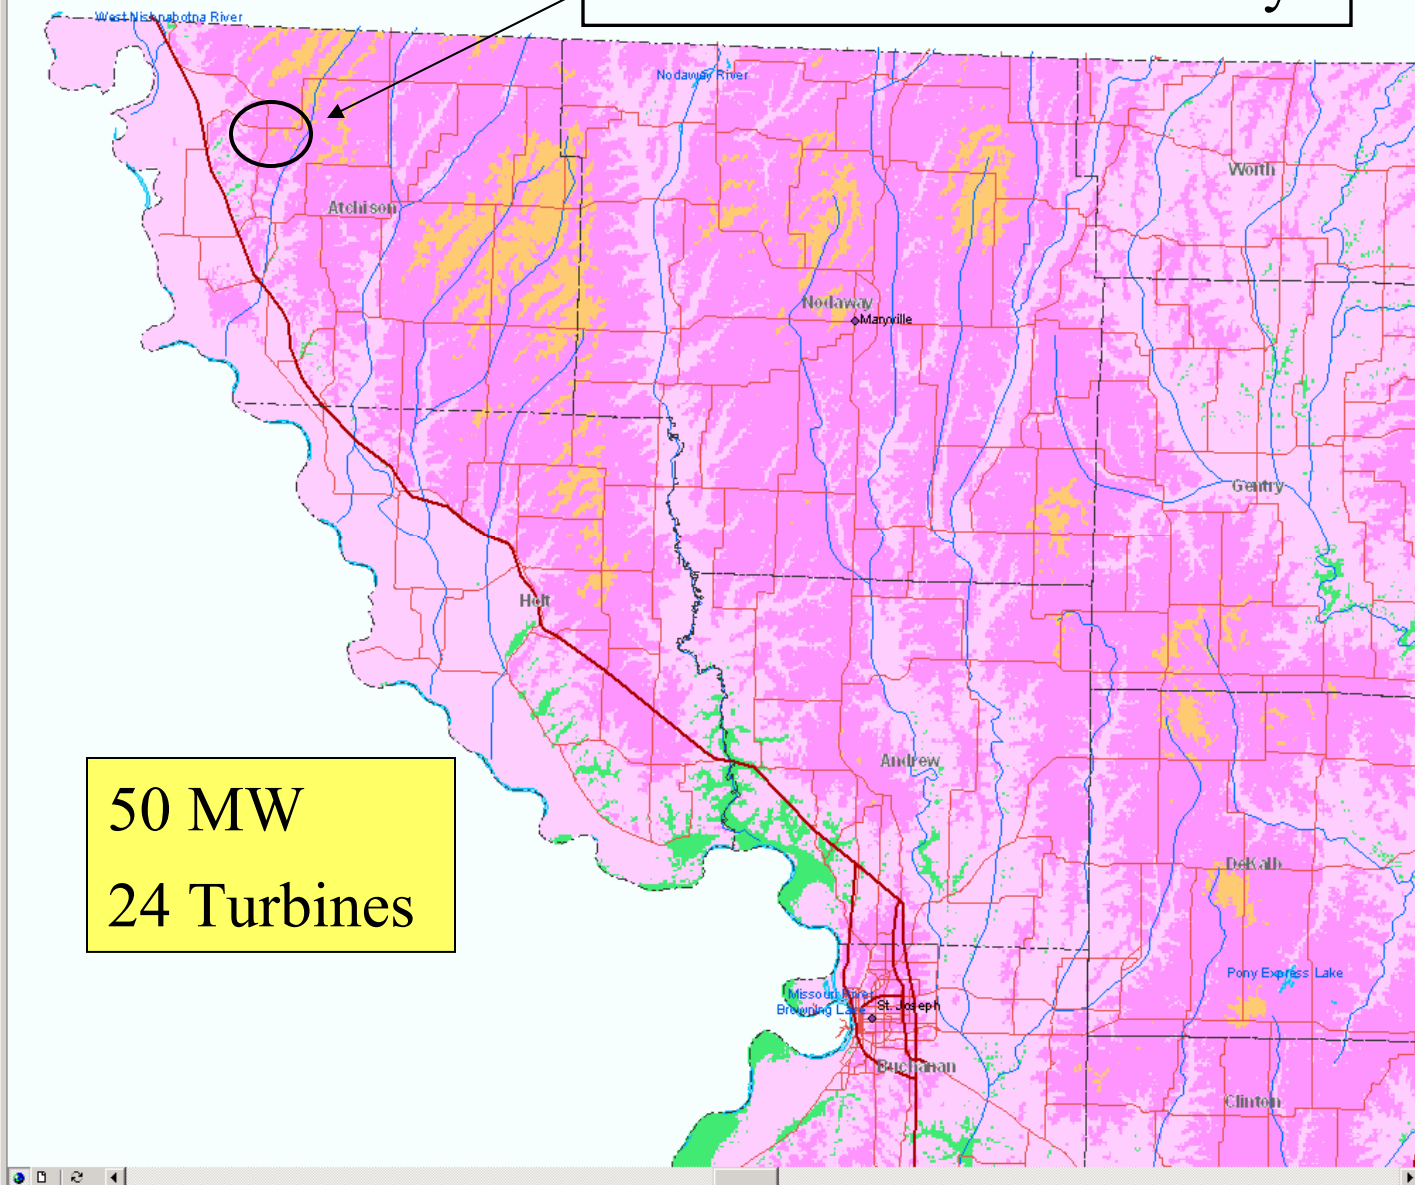 West Nishnabotna River
Nodaway River
Worth
Atchison
Nodaway
Maryville
Gentry
Holt
Andrew
50 MW
24 Turbines
DeKalb
Pony Express Lake
Missouri River
Browning Lake
St. Joseph
Buchanan
Clinton